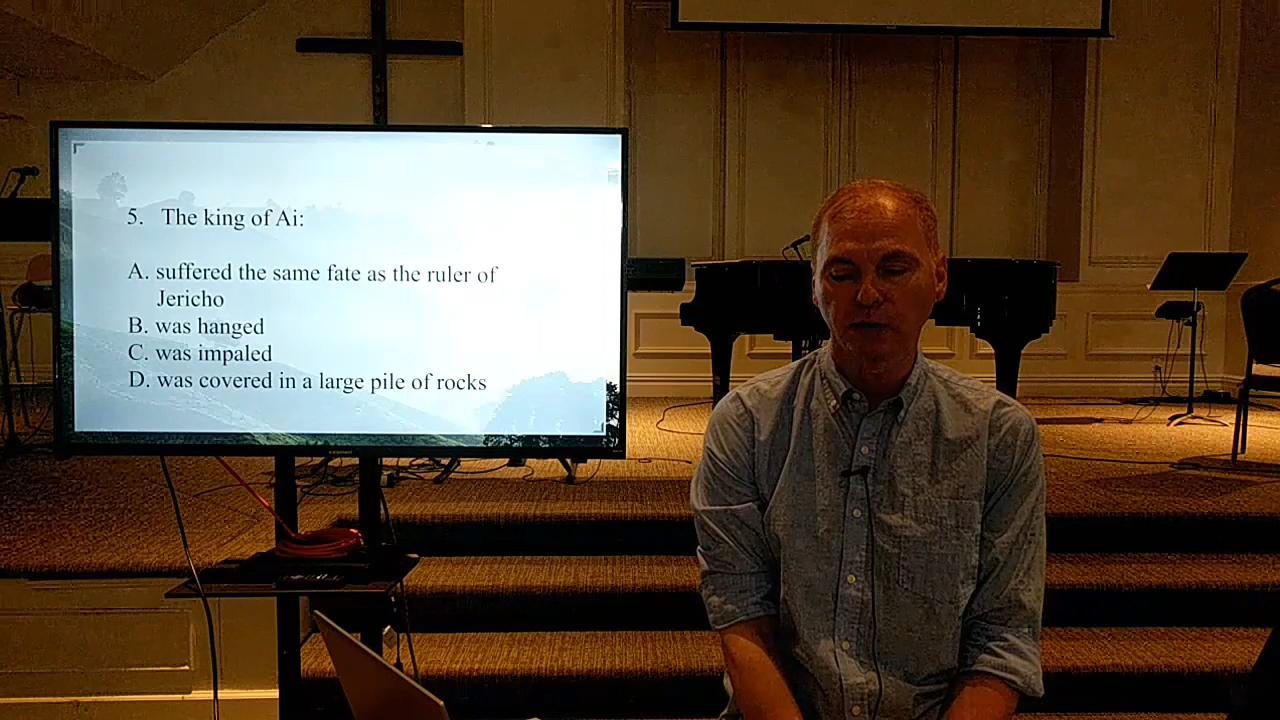 5. The king of Ai:
A. suffered the same fate as the ruler of
Jericho
B. was hanged
C. was impaled
D. was covered in a large pile of rocks